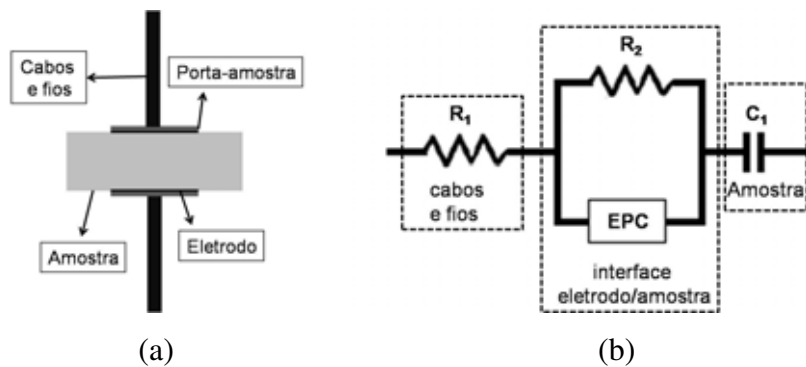 Cabos
e fios
Porta-amostra
Amostra
Eletrodo
(a)
R₁
cabos
e fios
R₂
EPC
interface
eletrodo/amostra
C₁
Amostra
(b)